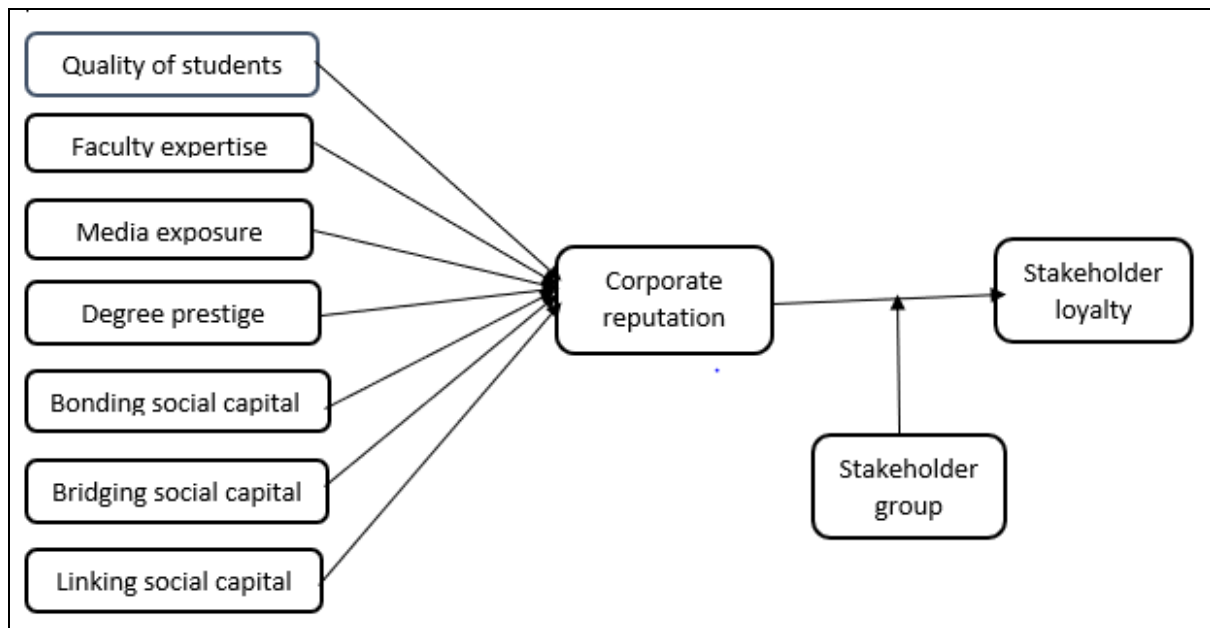 Quality of students
Faculty expertise
Media exposure
Degree prestige
Bonding social capital
Bridging social capital
Linking social capital
Corporate
reputation
Stakeholder
loyalty
Stakeholder
group